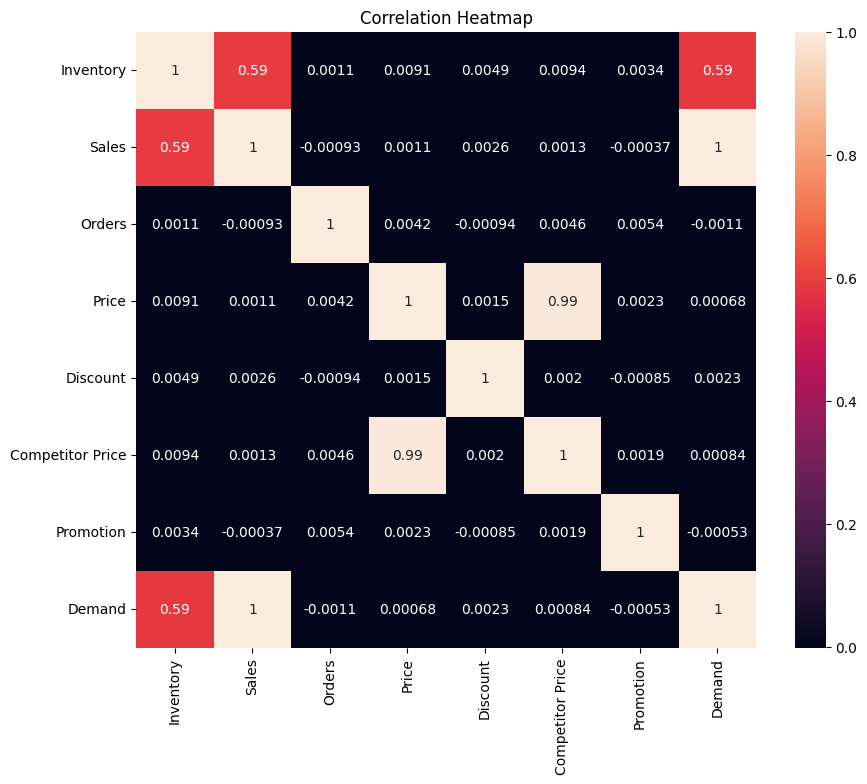 Correlation Heatmap
Inventory 1 0.59 0.0011 0.0091 0.0049 0.0094 0.0034 0.59
Sales 0.59 1 -0.00093 0.0011 0.0026 0.0013 -0.00037 1
Orders 0.0011 -0.00093 1 0.0042 -0.00094 0.0046 0.0054 -0.0011
Price 0.0091 0.0011 0.0042 1 0.0015 0.99 0.0023 0.00068
Discount 0.0049 0.0026 -0.00094 0.0015 1 0.002 -0.00085 0.0023
Competitor Price 0.0094 0.0013 0.0046 0.99 0.002 1 0.0019 0.00084
Promotion 0.0034 -0.00037 0.0054 0.0023 -0.00085 0.0019 1 -0.00053
Demand 0.59 1 -0.0011 0.00068 0.0023 0.00084 -0.00053 1
Inventory
Sales
Orders
Price
Discount
Competitor Price
Promotion
Demand
1.0
0.8
0.6
0.4
0.2
0.0